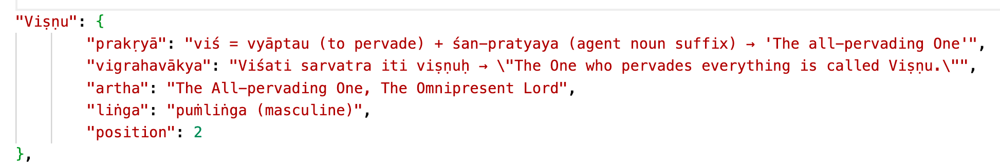 "Viṣṇu": {
"prakṛyā": "viś = vyāptau (to pervade) + śan-pratyaya (agent noun suffix) → 'The all-pervading One'",
"vigrahavākya": "Viśati sarvatra iti viṣṇuḥ → \"The One who pervades everything is called Viṣṇu.\"",
"artha": "The All-pervading One, The Omnipresent Lord",
"liṅga": "puṁliṅga (masculine)",
"position": 2
},